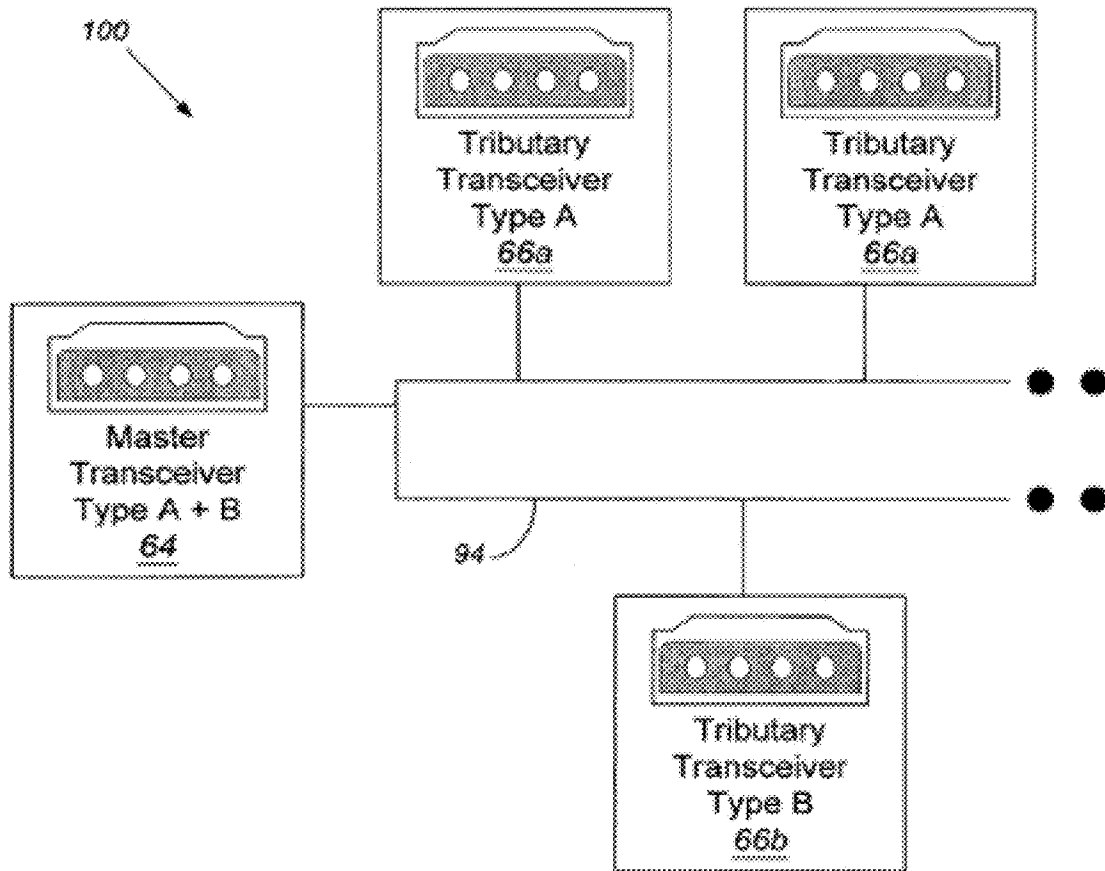 100
Tributary
Transceiver
Type A
66a
Tributary
Transceiver
Type A
66a
Master
Transceiver
Type A + B
64
94
Tributary
Transceiver
Type B
66b